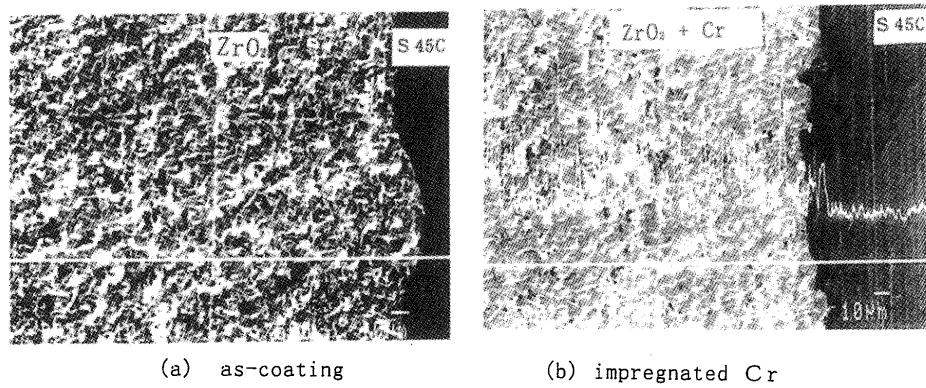 ZrO₂
S 45C
ZrO₂ + Cr
S 45C
10μm
(a) as-coating
(b) impregnated Cr